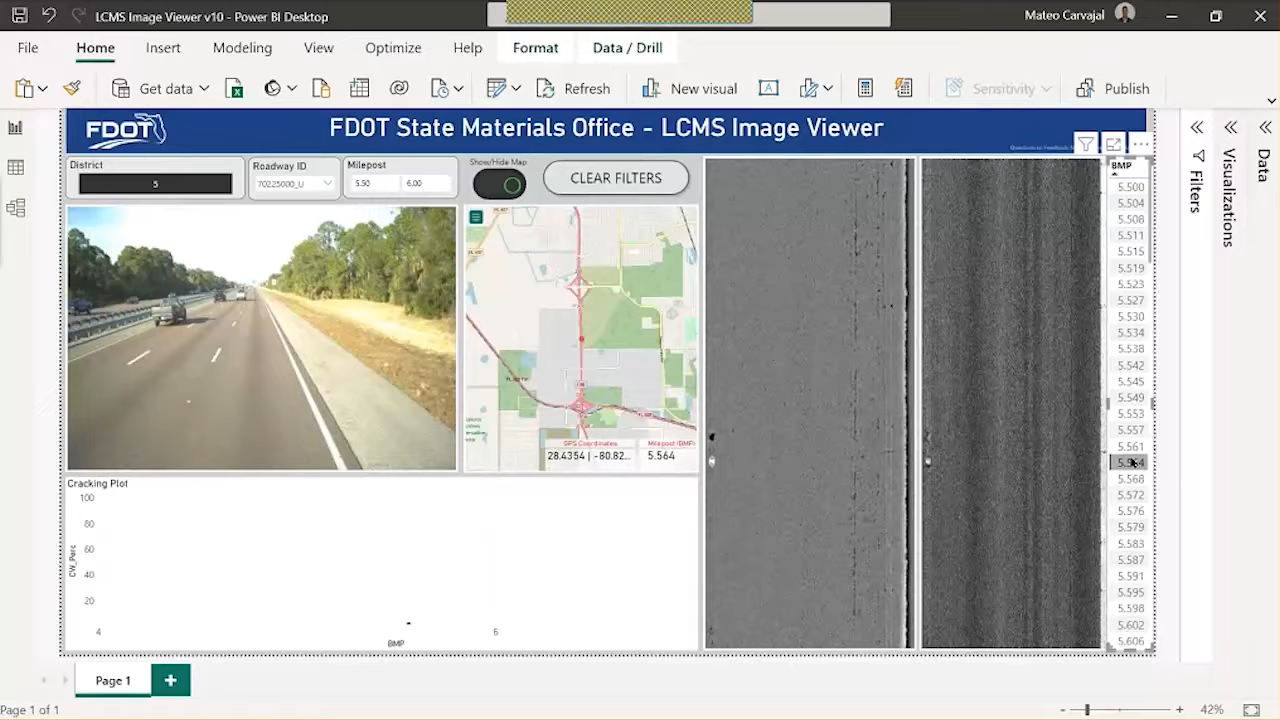 LCMS Image Viewer v10 - Power BI Desktop
Mateo Carvajal
File
Home
Insert
Modeling
View
Optimize
Help
Format
Data / Drill
Get data
Refresh
New visual
Sensitivity
Publish
FDOT
FDOT State Materials Office - LCMS Image Viewer
District
5
Roadway ID
70225000_U
Milepost
5.50
6.00
Show/Hide Map
CLEAR FILTERS
GPS Coordinates
28.4354 | -80.82...
Milepost (BMP)
5.564
Cracking Plot
CW_Perc
100
80
60
40
20
4
6
BMP
BMP
5.500
5.504
5.508
5.511
5.515
5.519
5.523
5.527
5.530
5.534
5.538
5.542
5.545
5.549
5.553
5.557
5.561
5.564
5.568
5.572
5.576
5.579
5.583
5.587
5.591
5.595
5.598
5.602
5.606
Filters
Visualizations
Data
Page 1
Page 1 of 1
42%